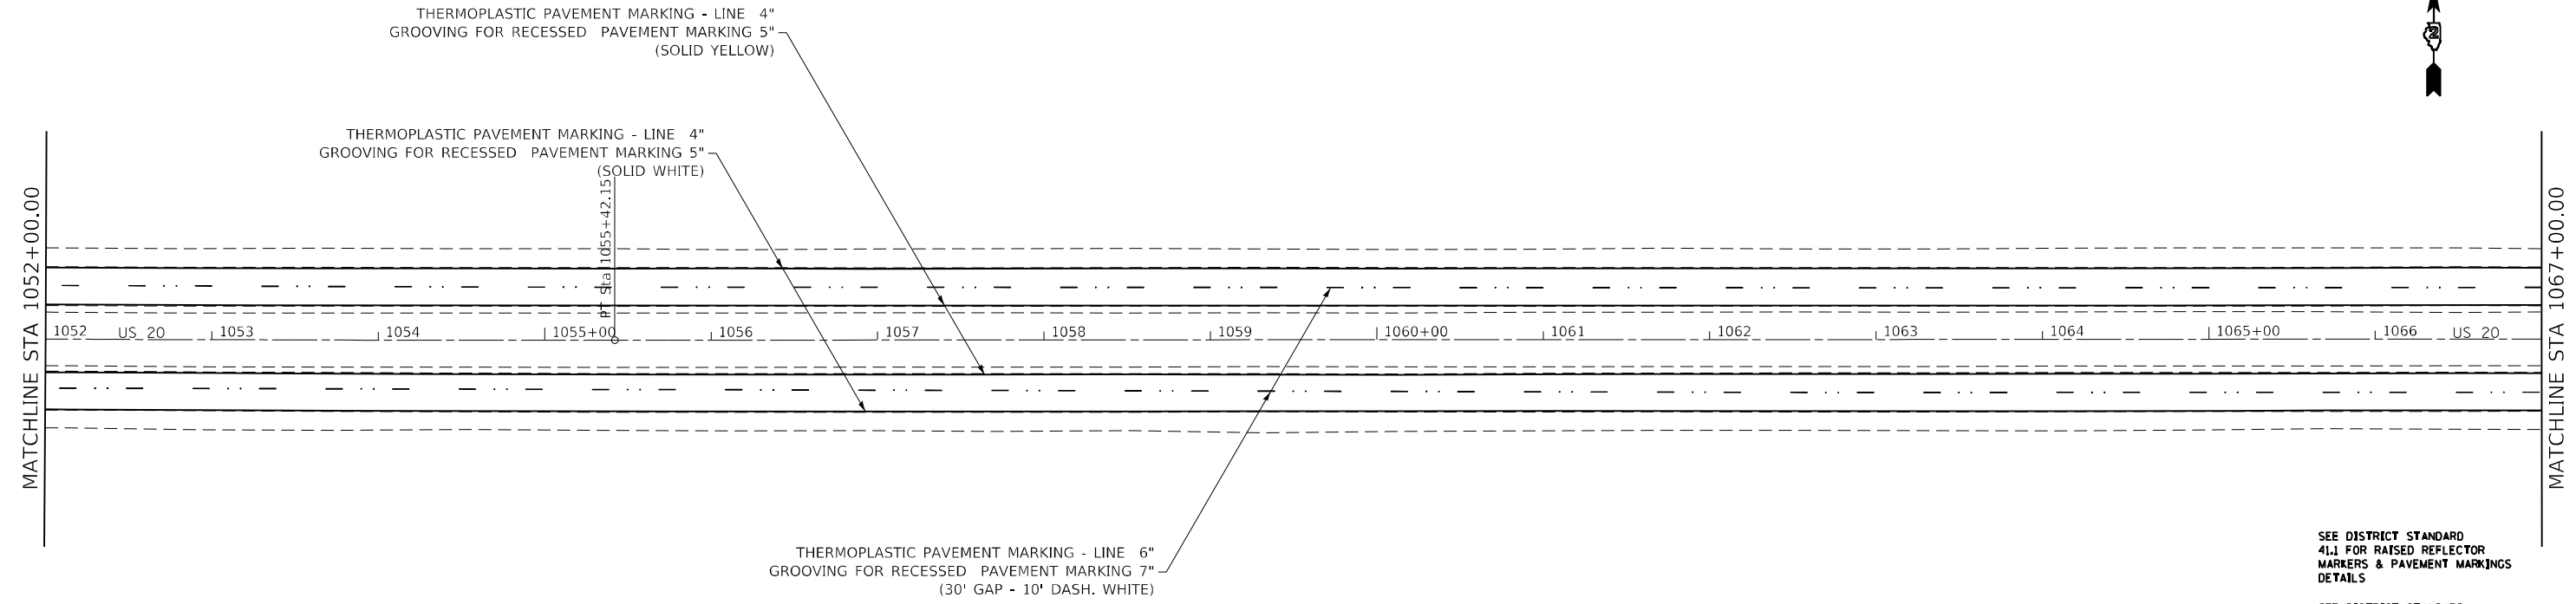 THERMOPLASTIC PAVEMENT MARKING - LINE 4"
GROOVING FOR RECESSED PAVEMENT MARKING 5"
(SOLID YELLOW)
2
THERMOPLASTIC PAVEMENT MARKING - LINE 4"
GROOVING FOR RECESSED PAVEMENT MARKING 5"
(SOLID WHITE)
MATCHLINE STA 1052+00.00
PT Sta 1055+42.15
MATCHLINE STA 1067+00.00
1052 US 20 1053 1054 1055+00 1056 1057 1058 1059 1060+00 1061 1062 1063 1064 1065+00 1066 US 20
THERMOPLASTIC PAVEMENT MARKING - LINE 6"
GROOVING FOR RECESSED PAVEMENT MARKING 7"
(30' GAP - 10' DASH. WHITE)
SEE DISTRICT STANDARD
41.1 FOR RAISED REFLECTOR
MARKERS & PAVEMENT MARKINGS
DETAILS